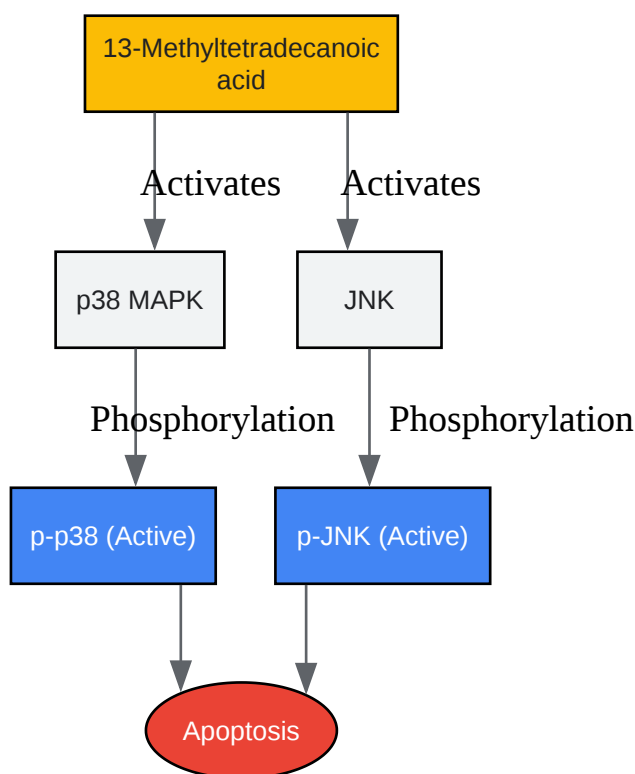 13-Methyltetradecanoic
acid
Activates Activates
p38 MAPK JNK
Phosphorylation Phosphorylation
p-p38 (Active) p-JNK (Active)
Apoptosis